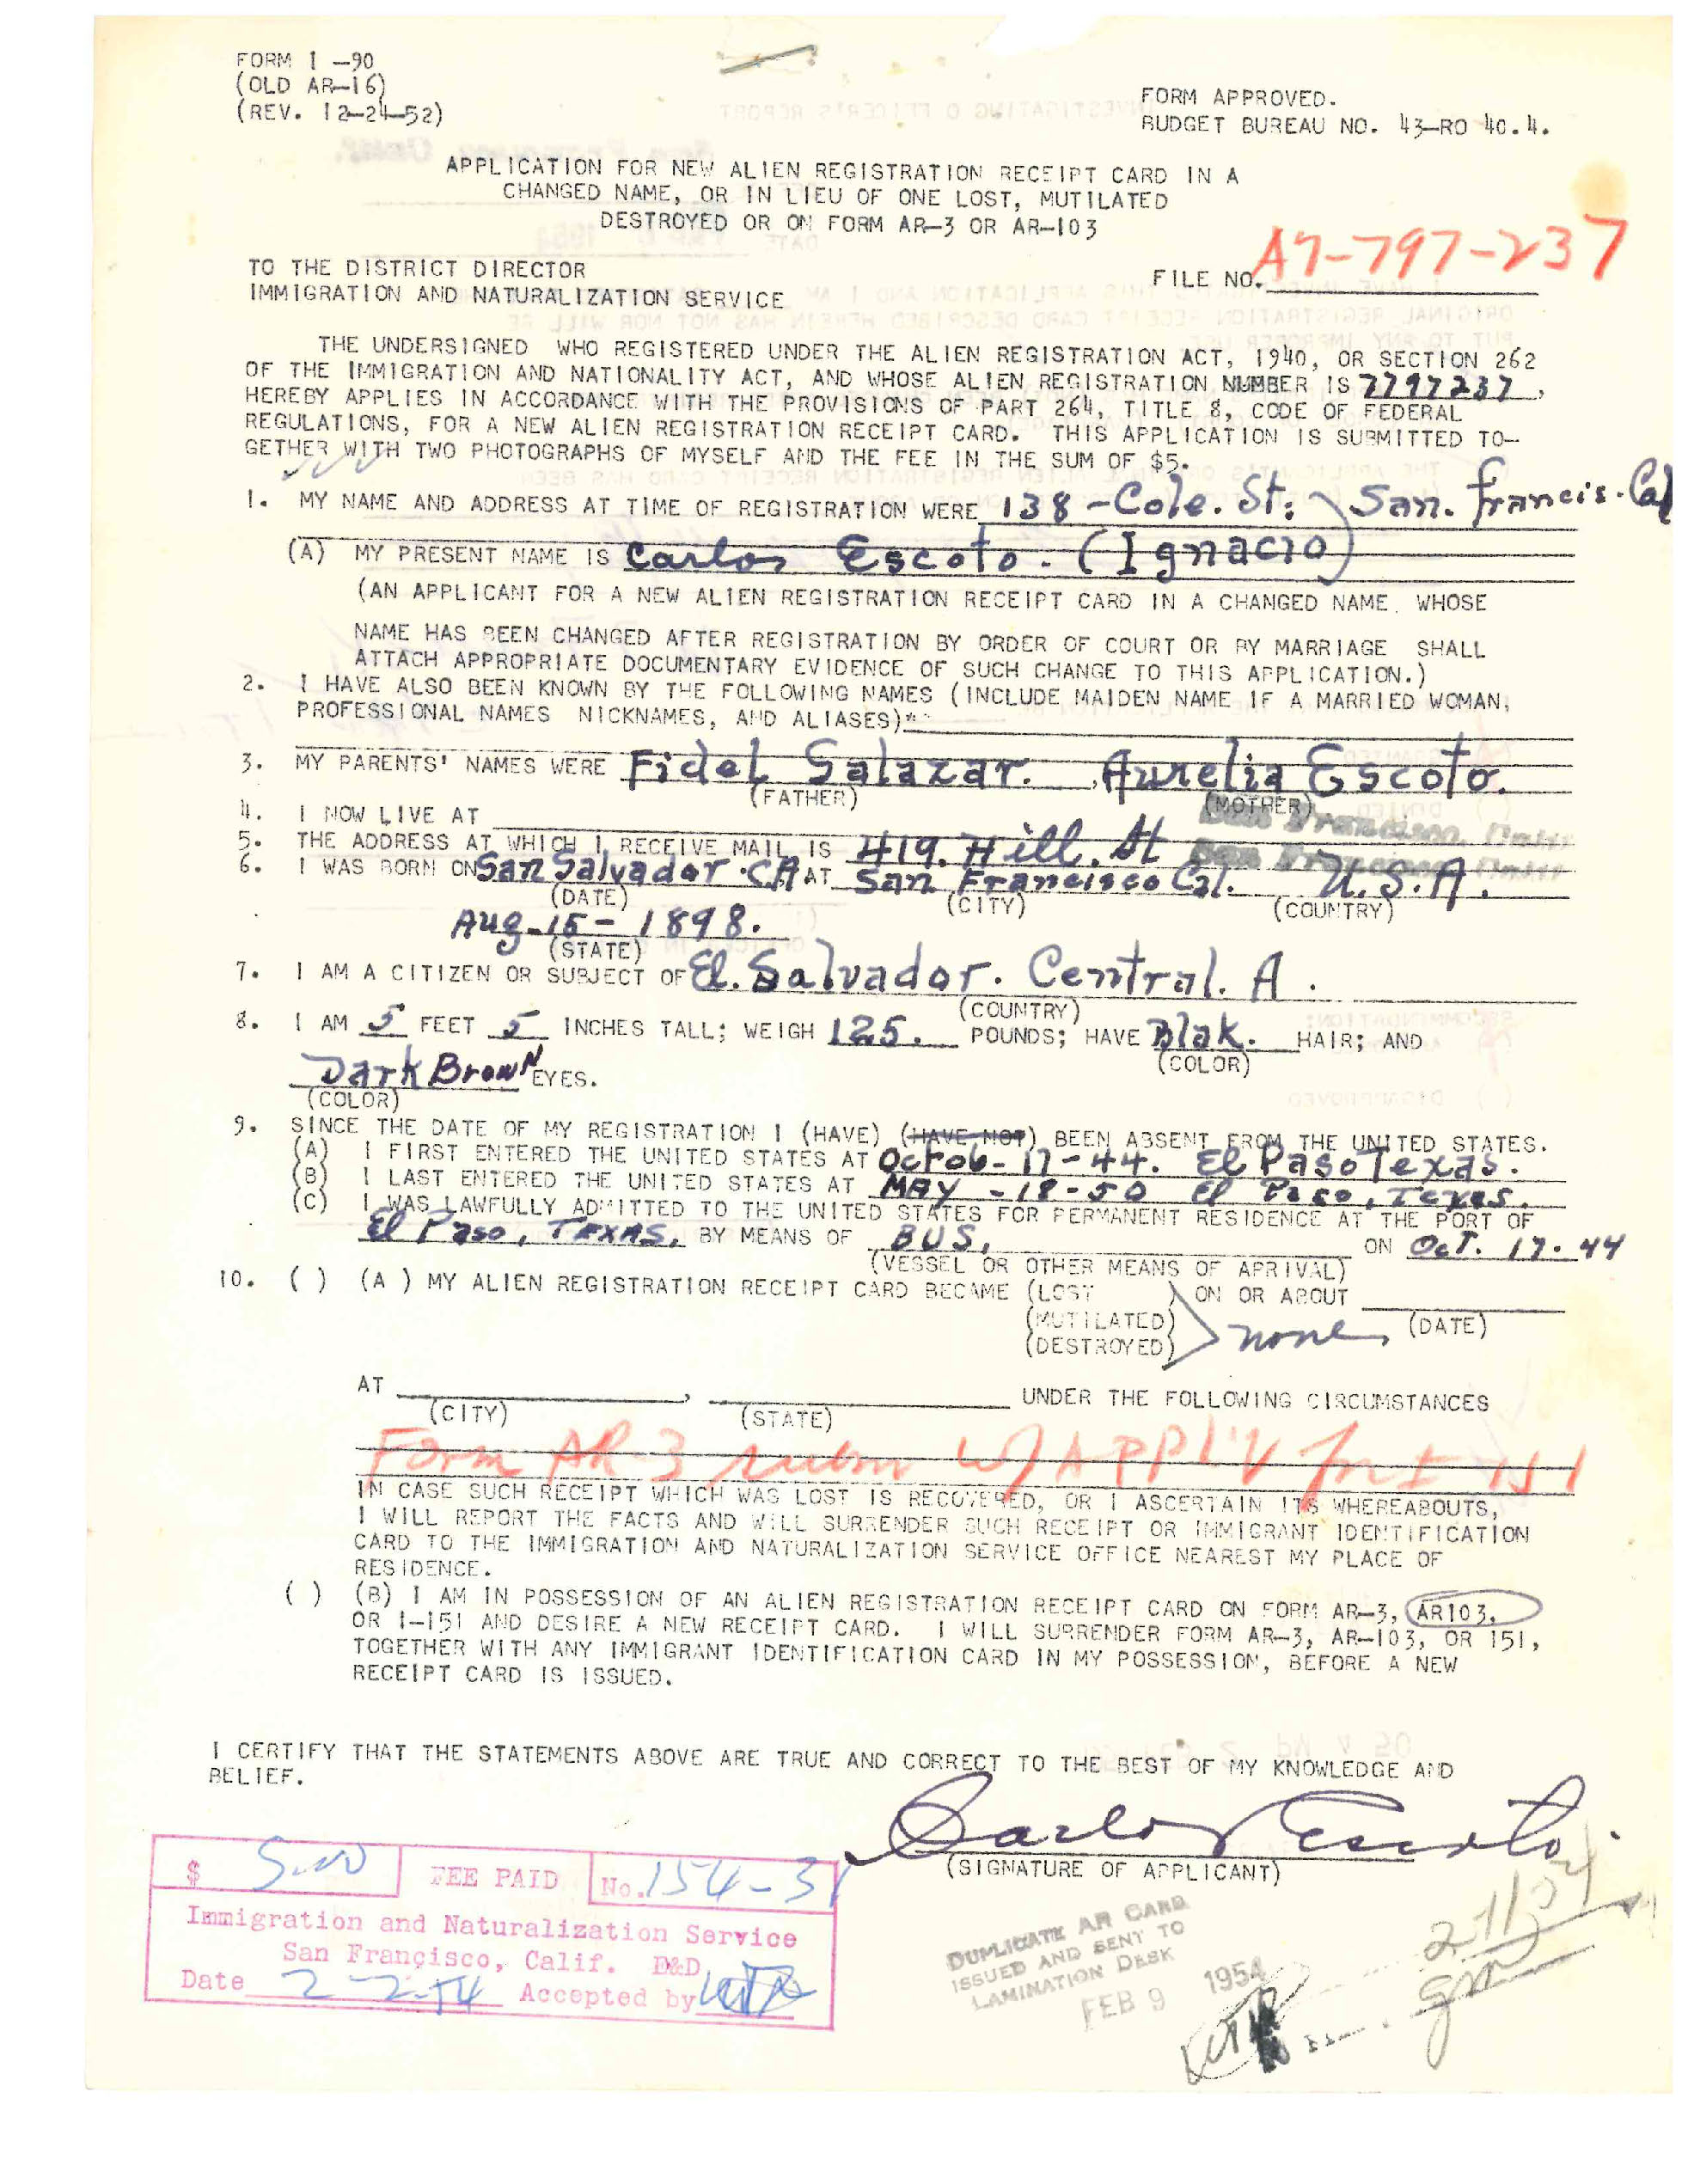 FORM I-90
(OLD AR-16)
(REV. 12-24-52)
FORM APPROVED.
BUDGET BUREAU NO. 43-RO 40.4.
APPLICATION FOR NEW ALIEN REGISTRATION RECEIPT CARD IN A
CHANGED NAME, OR IN LIEU OF ONE LOST, MUTILATED
DESTROYED OR ON FORM AR-3 OR AR-103
TO THE DISTRICT DIRECTOR
IMMIGRATION AND NATURALIZATION SERVICE
FILE NO. A7-797-237
THE UNDERSIGNED WHO REGISTERED UNDER THE ALIEN REGISTRATION ACT, 1940, OR SECTION 262
OF THE IMMIGRATION AND NATIONALITY ACT, AND WHOSE ALIEN REGISTRATION NUMBER IS 7797237,
HEREBY APPLIES IN ACCORDANCE WITH THE PROVISIONS OF PART 264, TITLE 8, CODE OF FEDERAL
REGULATIONS, FOR A NEW ALIEN REGISTRATION RECEIPT CARD. THIS APPLICATION IS SUBMITTED TO-
GETHER WITH TWO PHOTOGRAPHS OF MYSELF AND THE FEE IN THE SUM OF $5.
1. MY NAME AND ADDRESS AT TIME OF REGISTRATION WERE 138-Cole. St. San. Francis. Cal
(A) MY PRESENT NAME IS Carlos Escoto. (Ignacio)
(AN APPLICANT FOR A NEW ALIEN REGISTRATION RECEIPT CARD IN A CHANGED NAME, WHOSE
NAME HAS BEEN CHANGED AFTER REGISTRATION BY ORDER OF COURT OR BY MARRIAGE SHALL
ATTACH APPROPRIATE DOCUMENTARY EVIDENCE OF SUCH CHANGE TO THIS APPLICATION.)
2. I HAVE ALSO BEEN KNOWN BY THE FOLLOWING NAMES (INCLUDE MAIDEN NAME IF A MARRIED WOMAN,
PROFESSIONAL NAMES NICKNAMES, AND ALIASES)
3. MY PARENTS' NAMES WERE Fidel Salazar. Aurelia Escoto.
(FATHER) (MOTHER)
4. I NOW LIVE AT San Francisco, Calif
5. THE ADDRESS AT WHICH I RECEIVE MAIL IS 419. Hill. St San Francisco, Calif
6. I WAS BORN ON San Salvador. C.A AT San Francisco Cal. U.S.A.
(DATE) (CITY) (COUNTRY)
Aug-15-1898.
(STATE)
7. I AM A CITIZEN OR SUBJECT OF El. Salvador. Central. A.
(COUNTRY)
8. I AM 5 FEET 5 INCHES TALL; WEIGH 125. POUNDS; HAVE Blak. HAIR; AND
(COLOR)
Dark Brown EYES.
(COLOR)
9. SINCE THE DATE OF MY REGISTRATION I (HAVE) (HAVE NOT) BEEN ABSENT FROM THE UNITED STATES.
(A) I FIRST ENTERED THE UNITED STATES AT Octob-17-44. El Paso Texas.
(B) I LAST ENTERED THE UNITED STATES AT MAY-18-50 El Paso, Texas.
(C) I WAS LAWFULLY ADMITTED TO THE UNITED STATES FOR PERMANENT RESIDENCE AT THE PORT OF
El Paso, TEXAS, BY MEANS OF BUS, ON Oct. 17-44
(VESSEL OR OTHER MEANS OF ARRIVAL)
10. ( ) (A) MY ALIEN REGISTRATION RECEIPT CARD BECAME (LOST ) ON OR ABOUT
(MUTILATED) none (DATE)
(DESTROYED)
AT , UNDER THE FOLLOWING CIRCUMSTANCES
(CITY) (STATE)
Form AR-3 subm w/ APPL'N for I-151
IN CASE SUCH RECEIPT WHICH WAS LOST IS RECOVERED, OR I ASCERTAIN ITS WHEREABOUTS,
I WILL REPORT THE FACTS AND WILL SURRENDER SUCH RECEIPT OR IMMIGRANT IDENTIFICATION
CARD TO THE IMMIGRATION AND NATURALIZATION SERVICE OFFICE NEAREST MY PLACE OF
RESIDENCE.
( ) (B) I AM IN POSSESSION OF AN ALIEN REGISTRATION RECEIPT CARD ON FORM AR-3, AR103,
OR I-151 AND DESIRE A NEW RECEIPT CARD. I WILL SURRENDER FORM AR-3, AR-103, OR 151,
TOGETHER WITH ANY IMMIGRANT IDENTIFICATION CARD IN MY POSSESSION, BEFORE A NEW
RECEIPT CARD IS ISSUED.
I CERTIFY THAT THE STATEMENTS ABOVE ARE TRUE AND CORRECT TO THE BEST OF MY KNOWLEDGE AND
BELIEF.
Carlos Escoto.
(SIGNATURE OF APPLICANT)
$ 5.00 FEE PAID No. 154-31
Immigration and Naturalization Service
San Francisco, Calif. D&D
Date 2-2-54 Accepted by
DUPLICATE AR CARD
ISSUED AND SENT TO
LAMINATION DESK
FEB 9 1954